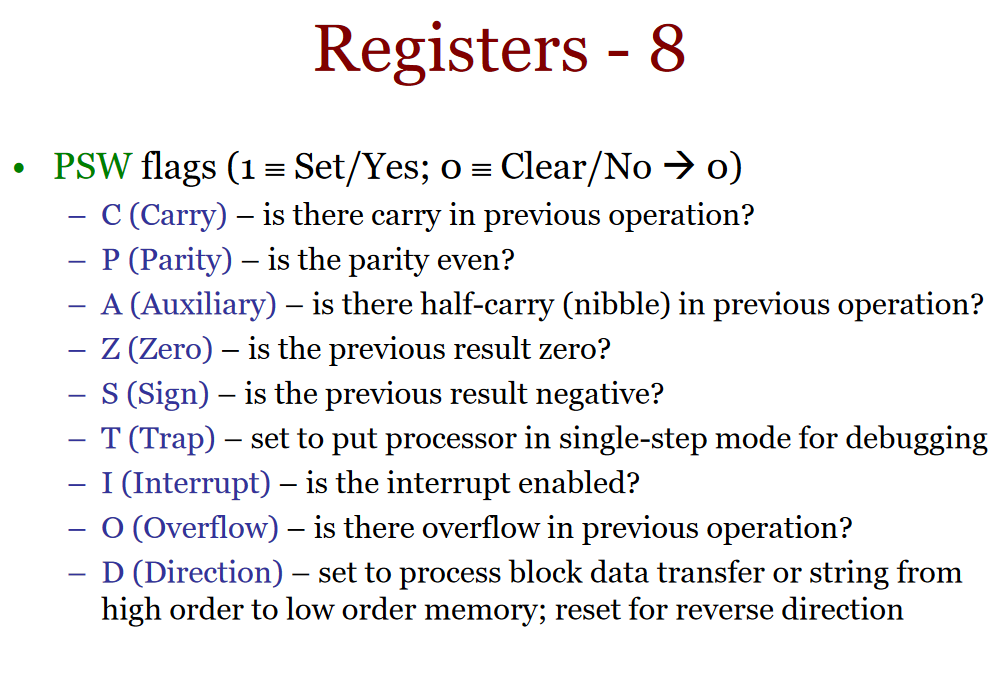 Registers - 8
• PSW flags (1 ≡ Set/Yes; 0 ≡ Clear/No → 0)
– C (Carry) – is there carry in previous operation?
– P (Parity) – is the parity even?
– A (Auxiliary) – is there half-carry (nibble) in previous operation?
– Z (Zero) – is the previous result zero?
– S (Sign) – is the previous result negative?
– T (Trap) – set to put processor in single-step mode for debugging
– I (Interrupt) – is the interrupt enabled?
– O (Overflow) – is there overflow in previous operation?
– D (Direction) – set to process block data transfer or string from
high order to low order memory; reset for reverse direction